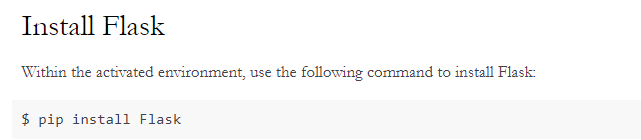 Install Flask
Within the activated environment, use the following command to install Flask:
$ pip install Flask